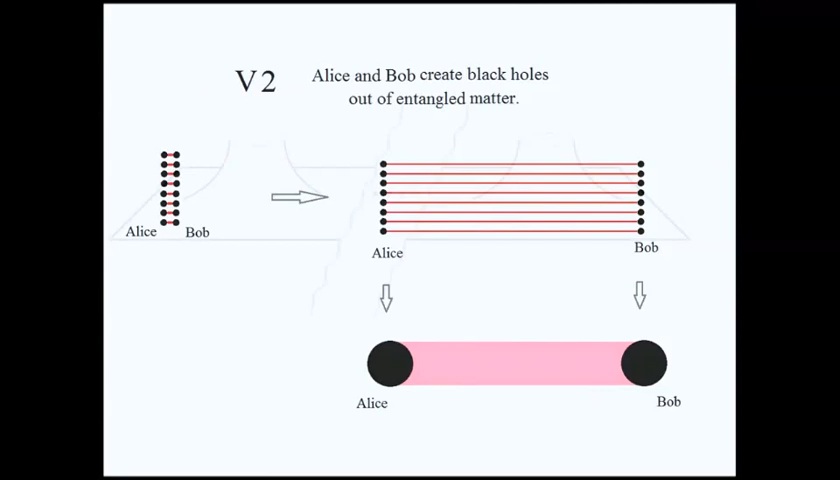 V2
Alice and Bob create black holes
out of entangled matter.
Alice
Bob
Alice
Bob
Alice
Bob